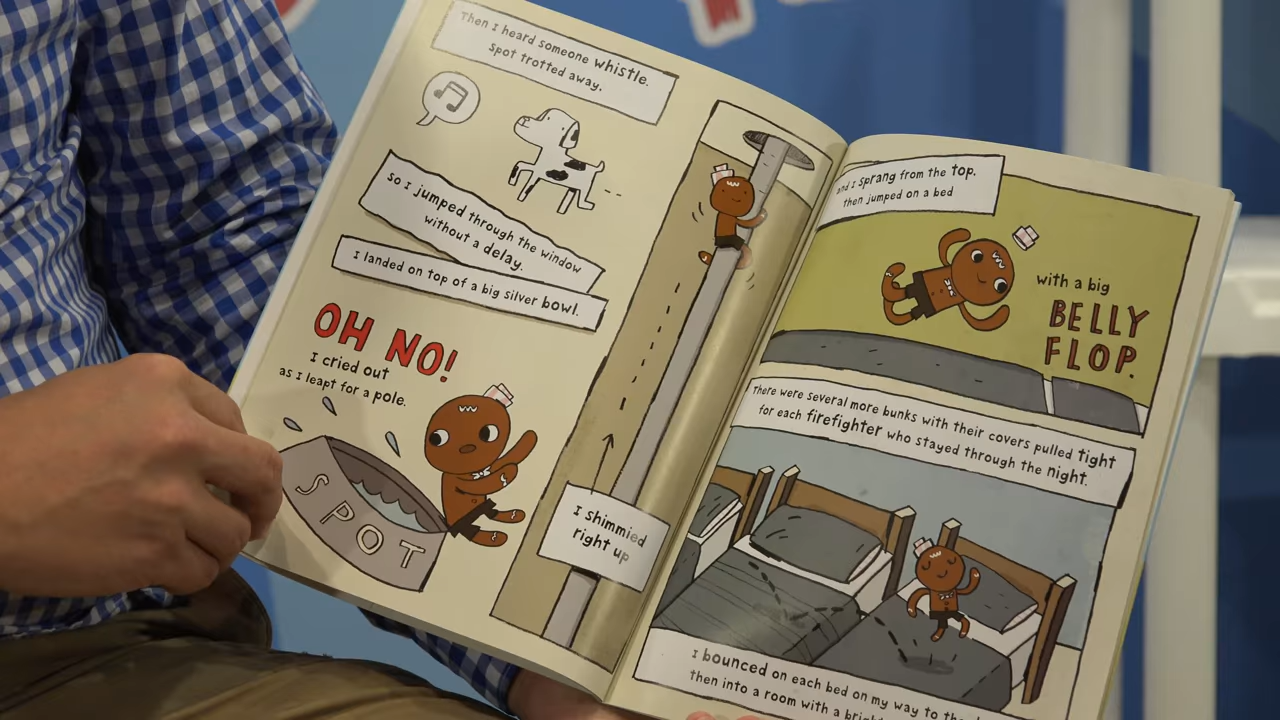 Then I heard someone whistle.
Spot trotted away.
So I jumped through the window
without a delay.
I landed on top of a big silver bowl.
OH NO!
I cried out
as I leapt for a pole.
SPOT
I shimmied
right up
and I sprang from the top.
then jumped on a bed
with a big
BELLY
FLOP.
There were several more bunks with their covers pulled tight
for each firefighter who stayed through the night.
I bounced on each bed on my way to the
then into a room with a